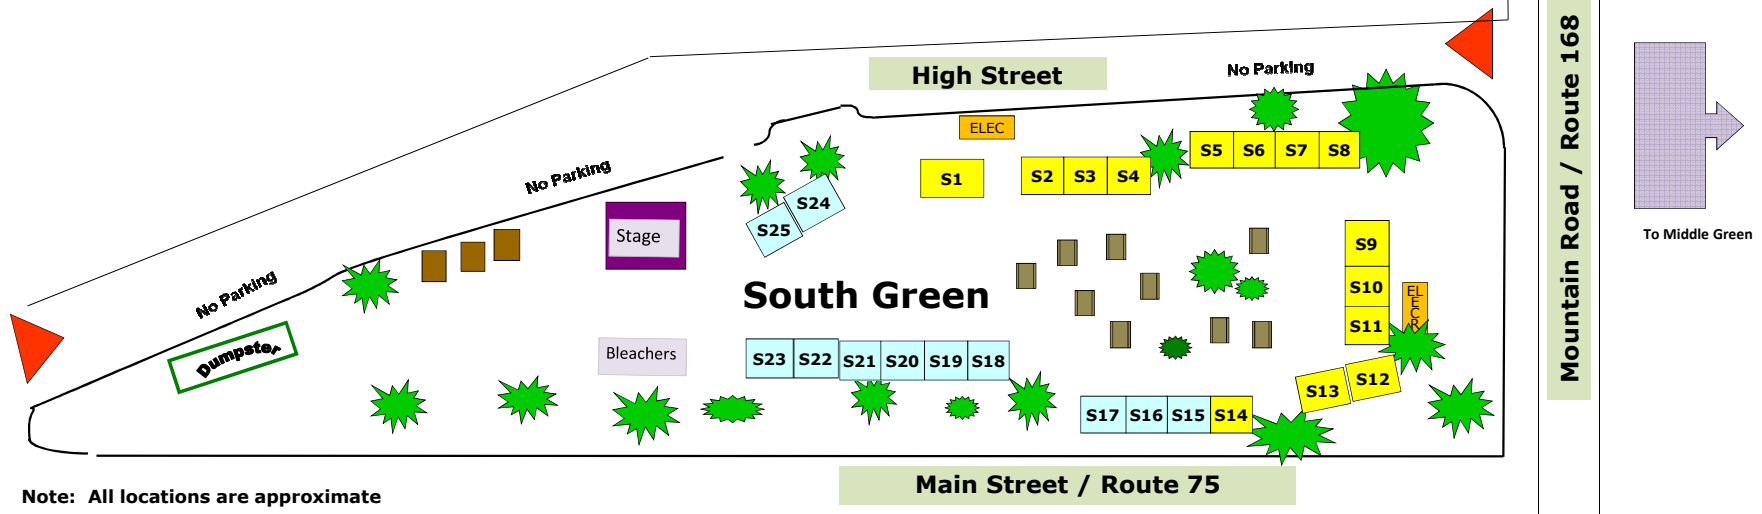 High Street
No Parking
Mountain Road / Route 168
ELEC
S5 S6 S7 S8
S1
S2 S3 S4
No Parking
S24
S25
Stage
To Middle Green
S9
S10
S11
ELECR
South Green
No Parking
Dumpster
Bleachers
S23 S22 S21 S20 S19 S18
S13 S12
S17 S16 S15 S14
Main Street / Route 75
Note: All locations are approximate